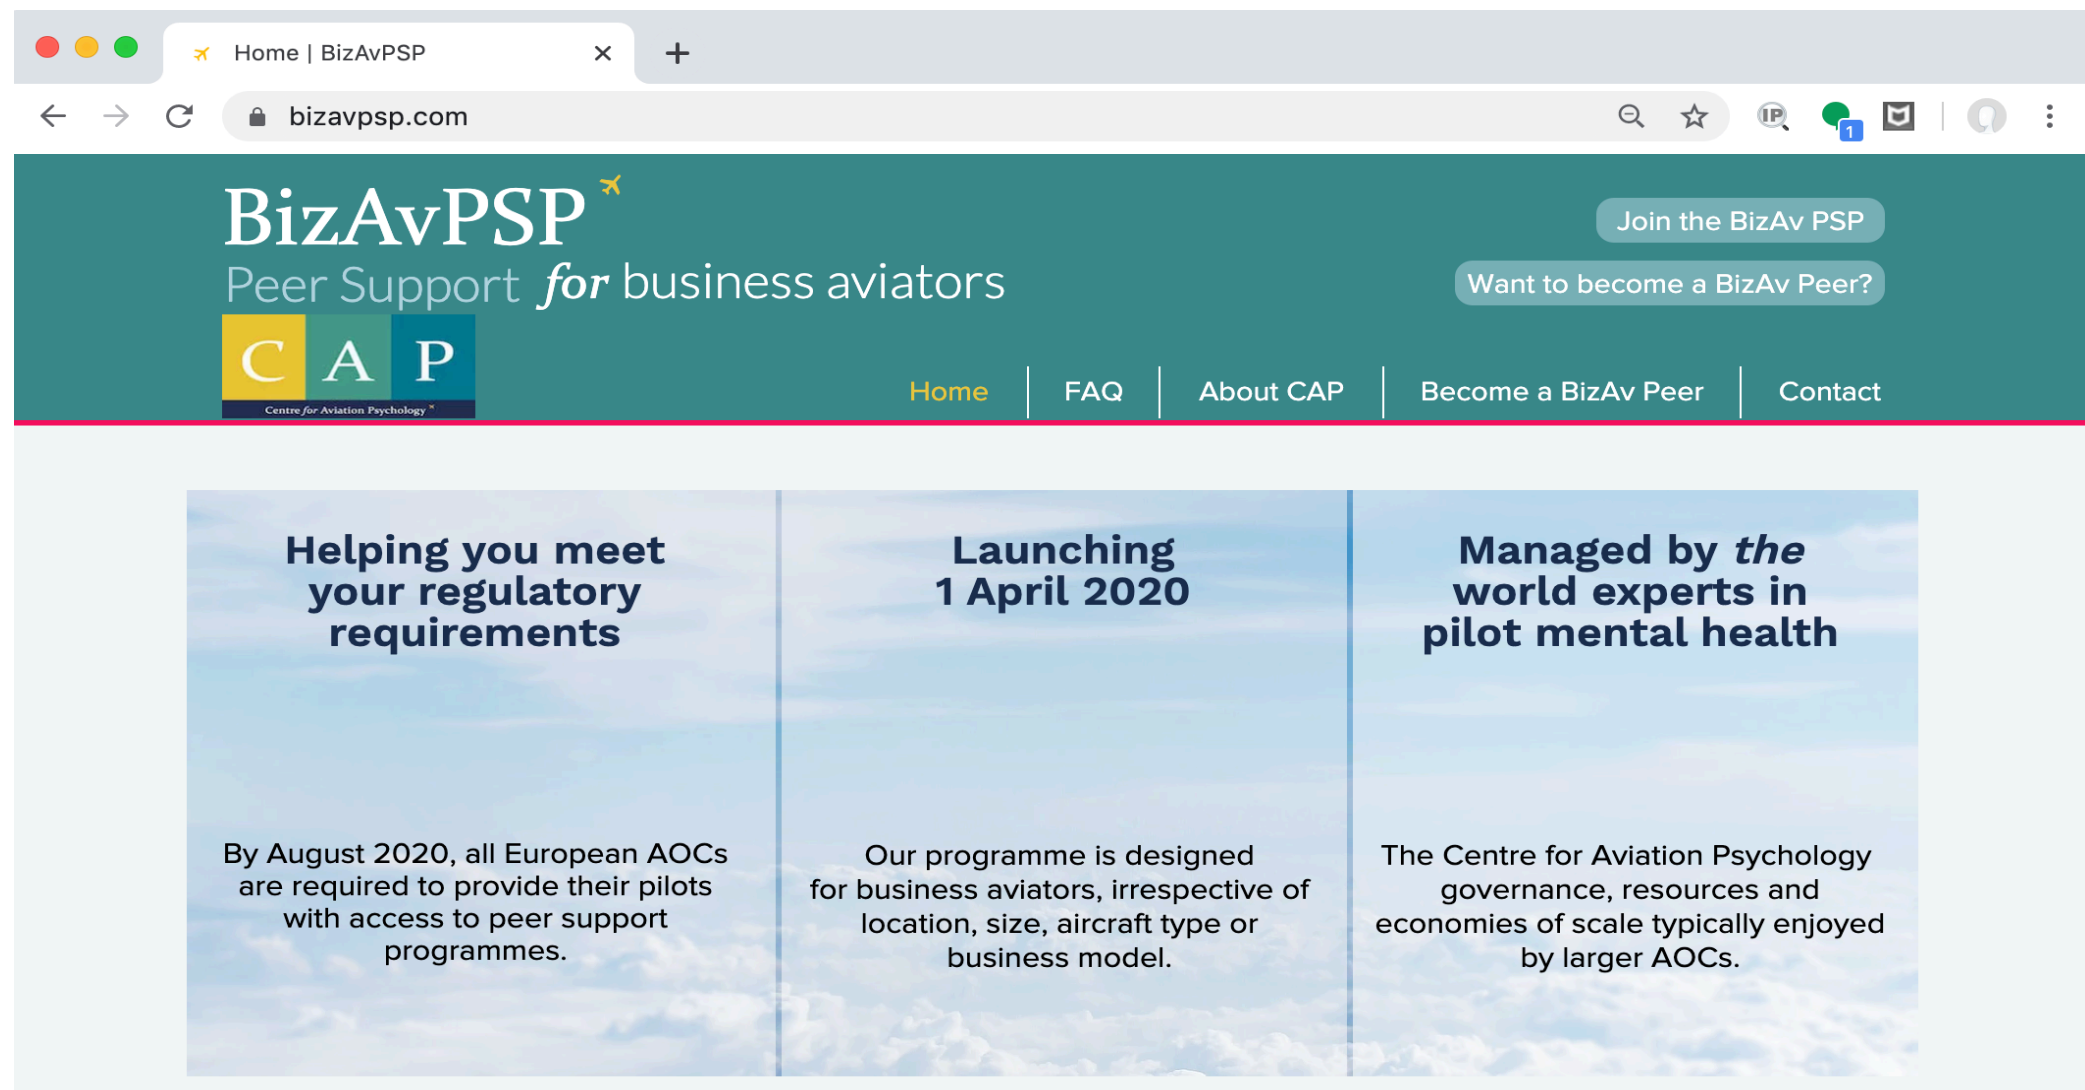 Home | BizAvPSP
bizavpsp.com
IP
1
BizAvPSP
Peer Support for business aviators
Join the BizAv PSP
Want to become a BizAv Peer?
C A P
Centre for Aviation Psychology
Home
FAQ
About CAP
Become a BizAv Peer
Contact
Helping you meet
your regulatory
requirements
By August 2020, all European AOCs
are required to provide their pilots
with access to peer support
programmes.
Launching
1 April 2020
Our programme is designed
for business aviators, irrespective of
location, size, aircraft type or
business model.
Managed by the
world experts in
pilot mental health
The Centre for Aviation Psychology
governance, resources and
economies of scale typically enjoyed
by larger AOCs.